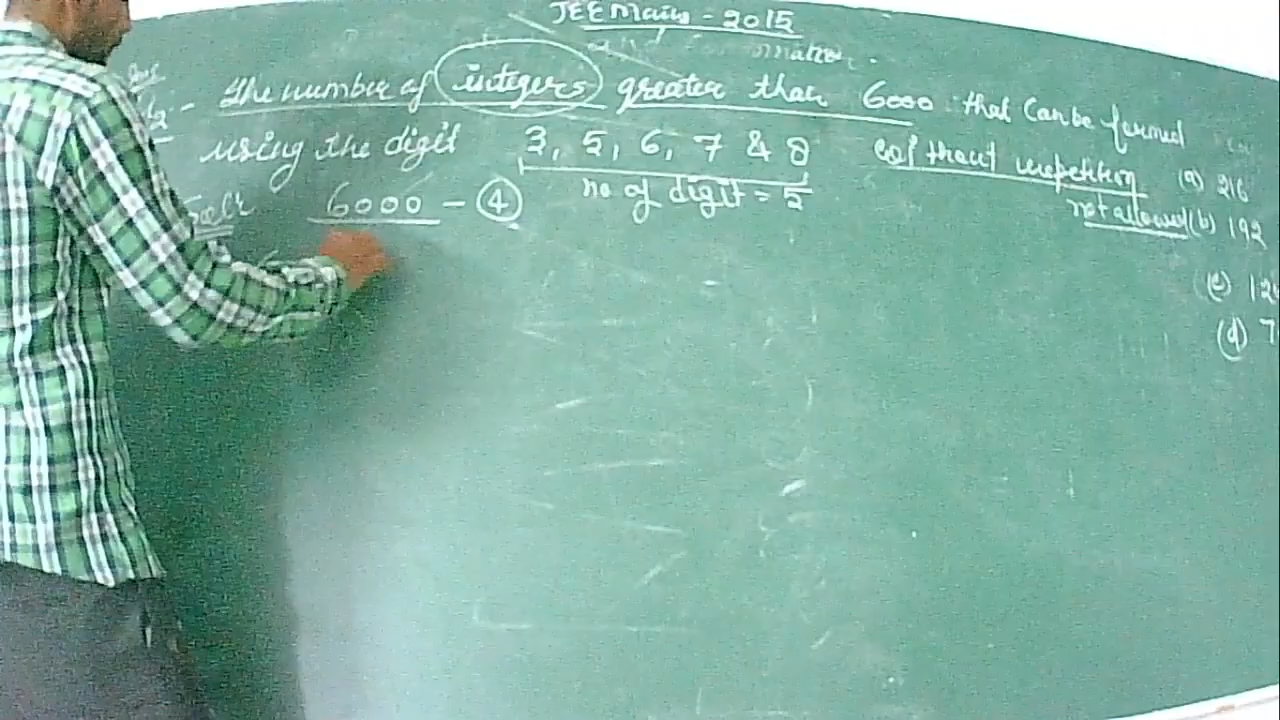 JEE Mains - 2015
The number of integers greater than 6000 that can be formed
using the digit 3, 5, 6, 7 & 8 without repetition (a) 216
not allowed (b) 192
6000 - 4 no of digit = 5
(c) 12
(d) 7